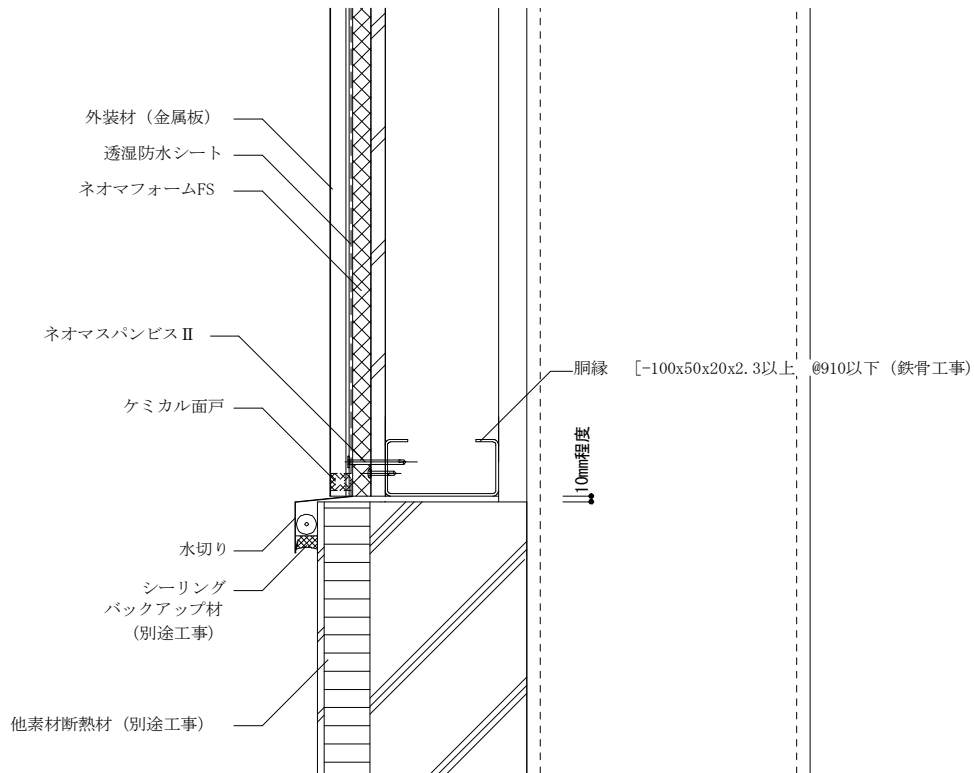 外装材（金属板）
透湿防水シート
ネオマフォームFS
ネオマスパンビスⅡ
胴縁　[-100x50x20x2.3以上　@910以下（鉄骨工事）
ケミカル面戸
10mm程度
水切り
シーリング
バックアップ材
（別途工事）
他素材断熱材（別途工事）